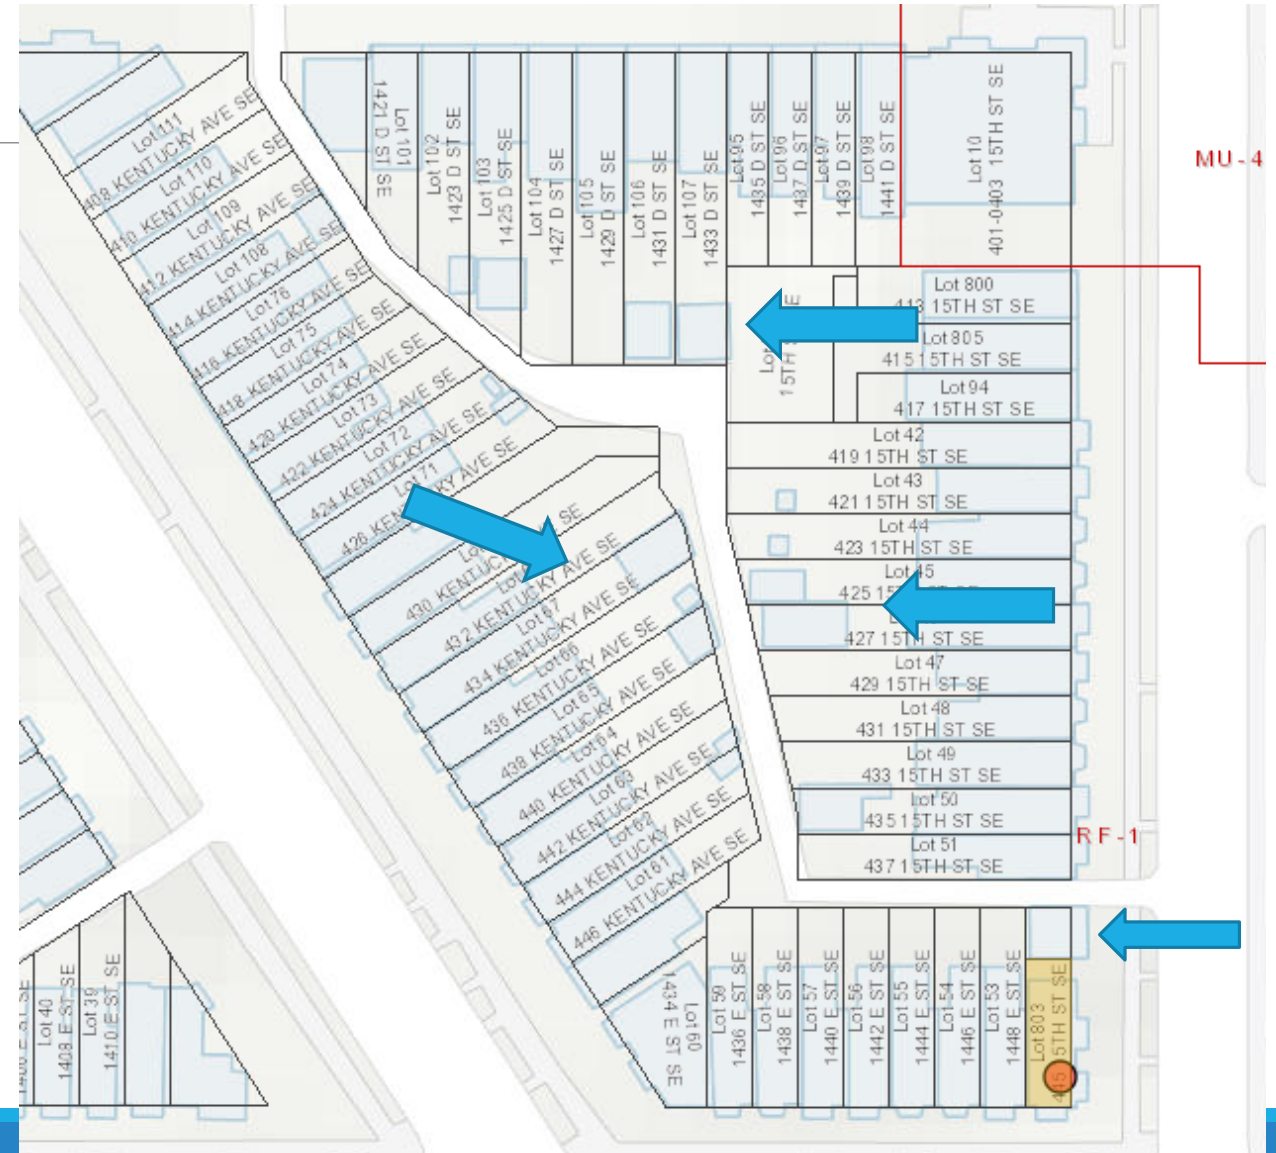 Lot 111
408 KENTUCKY AVE SE
Lot 110
410 KENTUCKY AVE SE
Lot 109
412 KENTUCKY AVE SE
Lot 108
414 KENTUCKY AVE SE
Lot 76
416 KENTUCKY AVE SE
Lot 75
418 KENTUCKY AVE SE
Lot 74
420 KENTUCKY AVE SE
Lot 73
422 KENTUCKY AVE SE
Lot 72
424 KENTUCKY AVE SE
Lot 71
426 KENTUCKY AVE SE
430 KENTUCKY AVE SE
432 KENTUCKY AVE SE
Lot 67
434 KENTUCKY AVE SE
Lot 66
436 KENTUCKY AVE SE
Lot 65
438 KENTUCKY AVE SE
Lot 64
440 KENTUCKY AVE SE
Lot 63
442 KENTUCKY AVE SE
Lot 62
444 KENTUCKY AVE SE
Lot 61
446 KENTUCKY AVE SE
Lot 101
1421 D ST SE
Lot 102
1423 D ST SE
Lot 103
1425 D ST SE
Lot 104
1427 D ST SE
Lot 105
1429 D ST SE
Lot 106
1431 D ST SE
Lot 107
1433 D ST SE
Lot 95
1435 D ST SE
Lot 96
1437 D ST SE
Lot 97
1439 D ST SE
Lot 98
1441 D ST SE
Lot 10
401-0403 15TH ST SE
MU-4
Lot
15TH
Lot 800
413 15TH ST SE
Lot 805
415 15TH ST SE
Lot 94
417 15TH ST SE
Lot 42
419 15TH ST SE
Lot 43
421 15TH ST SE
Lot 44
423 15TH ST SE
Lot 45
425 15TH SE
427 15TH ST SE
Lot 47
429 15TH ST SE
Lot 48
431 15TH ST SE
Lot 49
433 15TH ST SE
Lot 50
435 15TH ST SE
Lot 51
437 15TH ST SE
RF-1
Lot 60
1434 E ST SE
Lot 59
1436 E ST SE
Lot 58
1438 E ST SE
Lot 57
1440 E ST SE
Lot 56
1442 E ST SE
Lot 55
1444 E ST SE
Lot 54
1446 E ST SE
Lot 53
1448 E ST SE
Lot 803
445 15TH ST SE
Lot 40
1408 E ST SE
Lot 39
1410 E ST SE